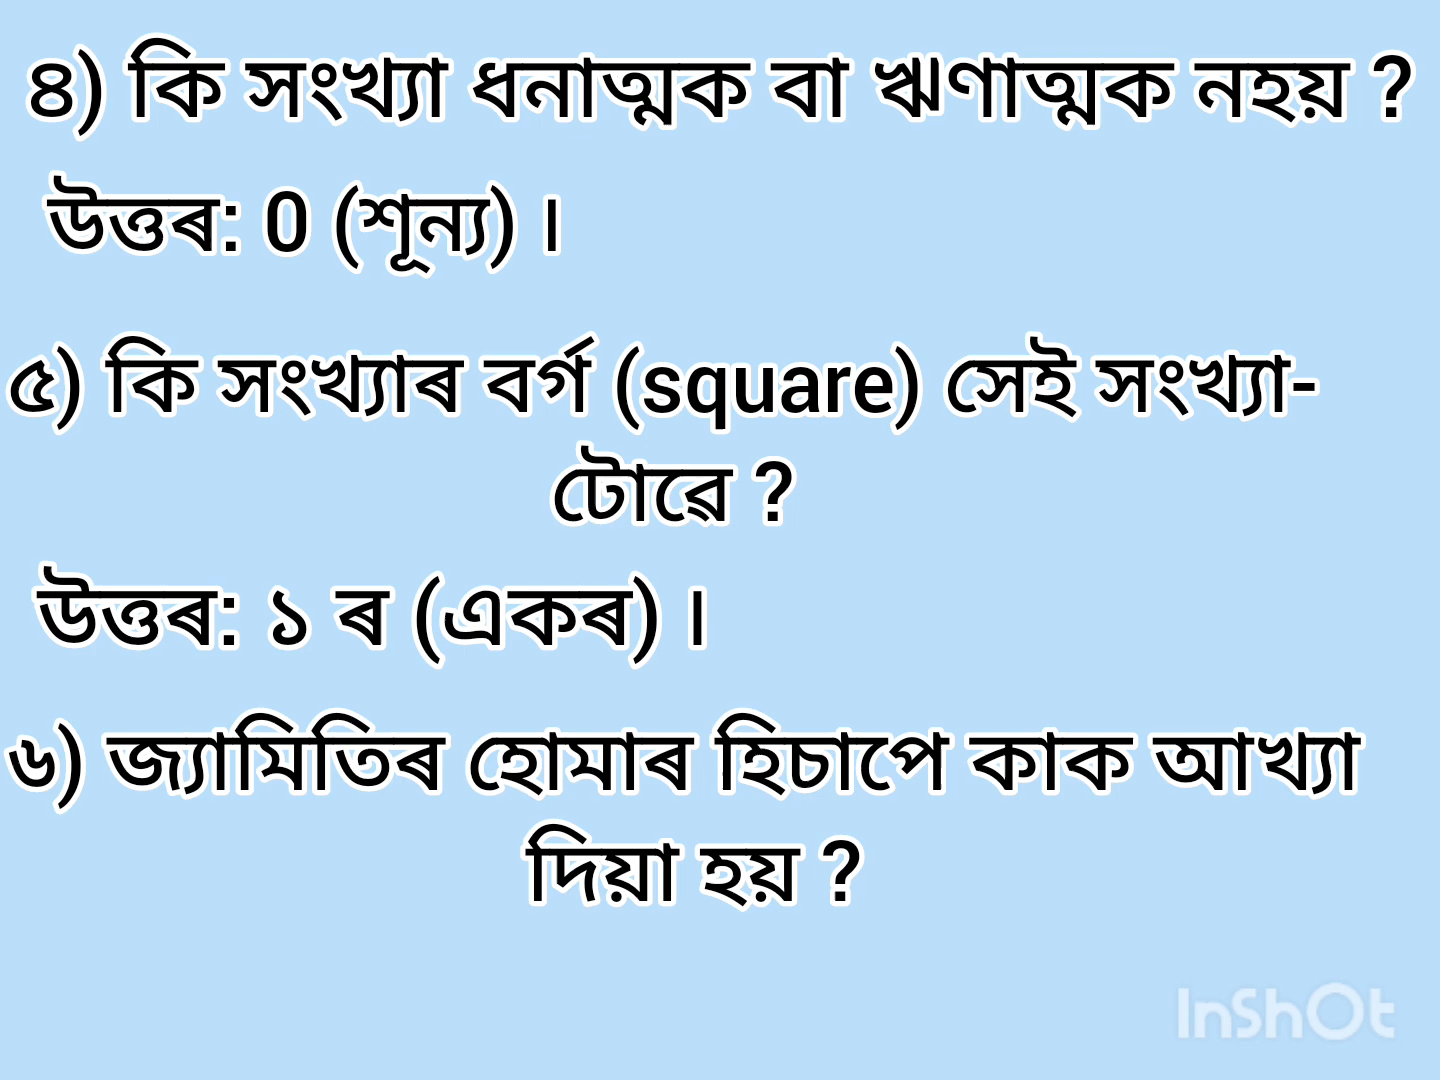 ৪) কি সংখ্যা ধনাত্মক বা ঋণাত্মক নহয় ?
উত্তৰ: 0 (শূন্য) ।
৫) কি সংখ্যাৰ বৰ্গ (square) সেই সংখ্যা-
টোৱে ?
উত্তৰ: ১ ৰ (একৰ) ।
৬) জ্যামিতিৰ হোমাৰ হিচাপে কাক আখ্যা
দিয়া হয় ?
InShOt